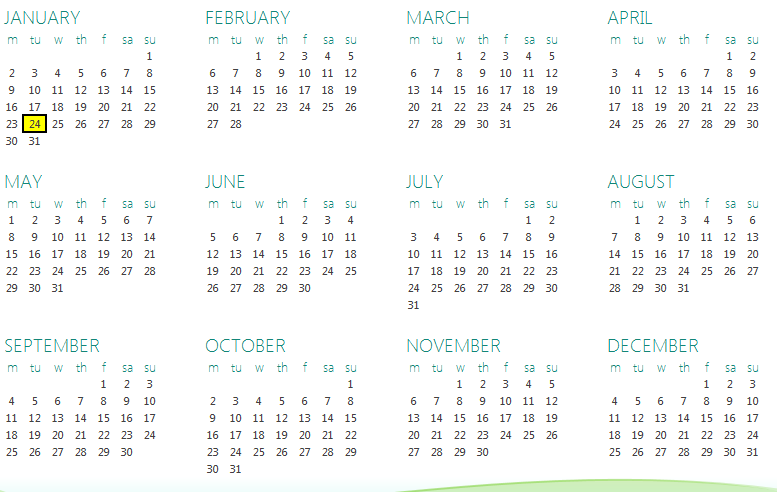 JANUARY
m tu w th f sa su
1
2 3 4 5 6 7 8
9 10 11 12 13 14 15
16 17 18 19 20 21 22
23 24 25 26 27 28 29
30 31
FEBRUARY
m tu w th f sa su
1 2 3 4 5
6 7 8 9 10 11 12
13 14 15 16 17 18 19
20 21 22 23 24 25 26
27 28
MARCH
m tu w th f sa su
1 2 3 4 5
6 7 8 9 10 11 12
13 14 15 16 17 18 19
20 21 22 23 24 25 26
27 28 29 30 31
APRIL
m tu w th f sa su
1 2
3 4 5 6 7 8 9
10 11 12 13 14 15 16
17 18 19 20 21 22 23
24 25 26 27 28 29 30
MAY
m tu w th f sa su
1 2 3 4 5 6 7
8 9 10 11 12 13 14
15 16 17 18 19 20 21
22 23 24 25 26 27 28
29 30 31
JUNE
m tu w th f sa su
1 2 3 4
5 6 7 8 9 10 11
12 13 14 15 16 17 18
19 20 21 22 23 24 25
26 27 28 29 30
JULY
m tu w th f sa su
1 2
3 4 5 6 7 8 9
10 11 12 13 14 15 16
17 18 19 20 21 22 23
24 25 26 27 28 29 30
31
AUGUST
m tu w th f sa su
1 2 3 4 5 6
7 8 9 10 11 12 13
14 15 16 17 18 19 20
21 22 23 24 25 26 27
28 29 30 31
SEPTEMBER
m tu w th f sa su
1 2 3
4 5 6 7 8 9 10
11 12 13 14 15 16 17
18 19 20 21 22 23 24
25 26 27 28 29 30
OCTOBER
m tu w th f sa su
1
2 3 4 5 6 7 8
9 10 11 12 13 14 15
16 17 18 19 20 21 22
23 24 25 26 27 28 29
30 31
NOVEMBER
m tu w th f sa su
1 2 3 4 5
6 7 8 9 10 11 12
13 14 15 16 17 18 19
20 21 22 23 24 25 26
27 28 29 30
DECEMBER
m tu w th f sa su
1 2 3
4 5 6 7 8 9 10
11 12 13 14 15 16 17
18 19 20 21 22 23 24
25 26 27 28 29 30 31